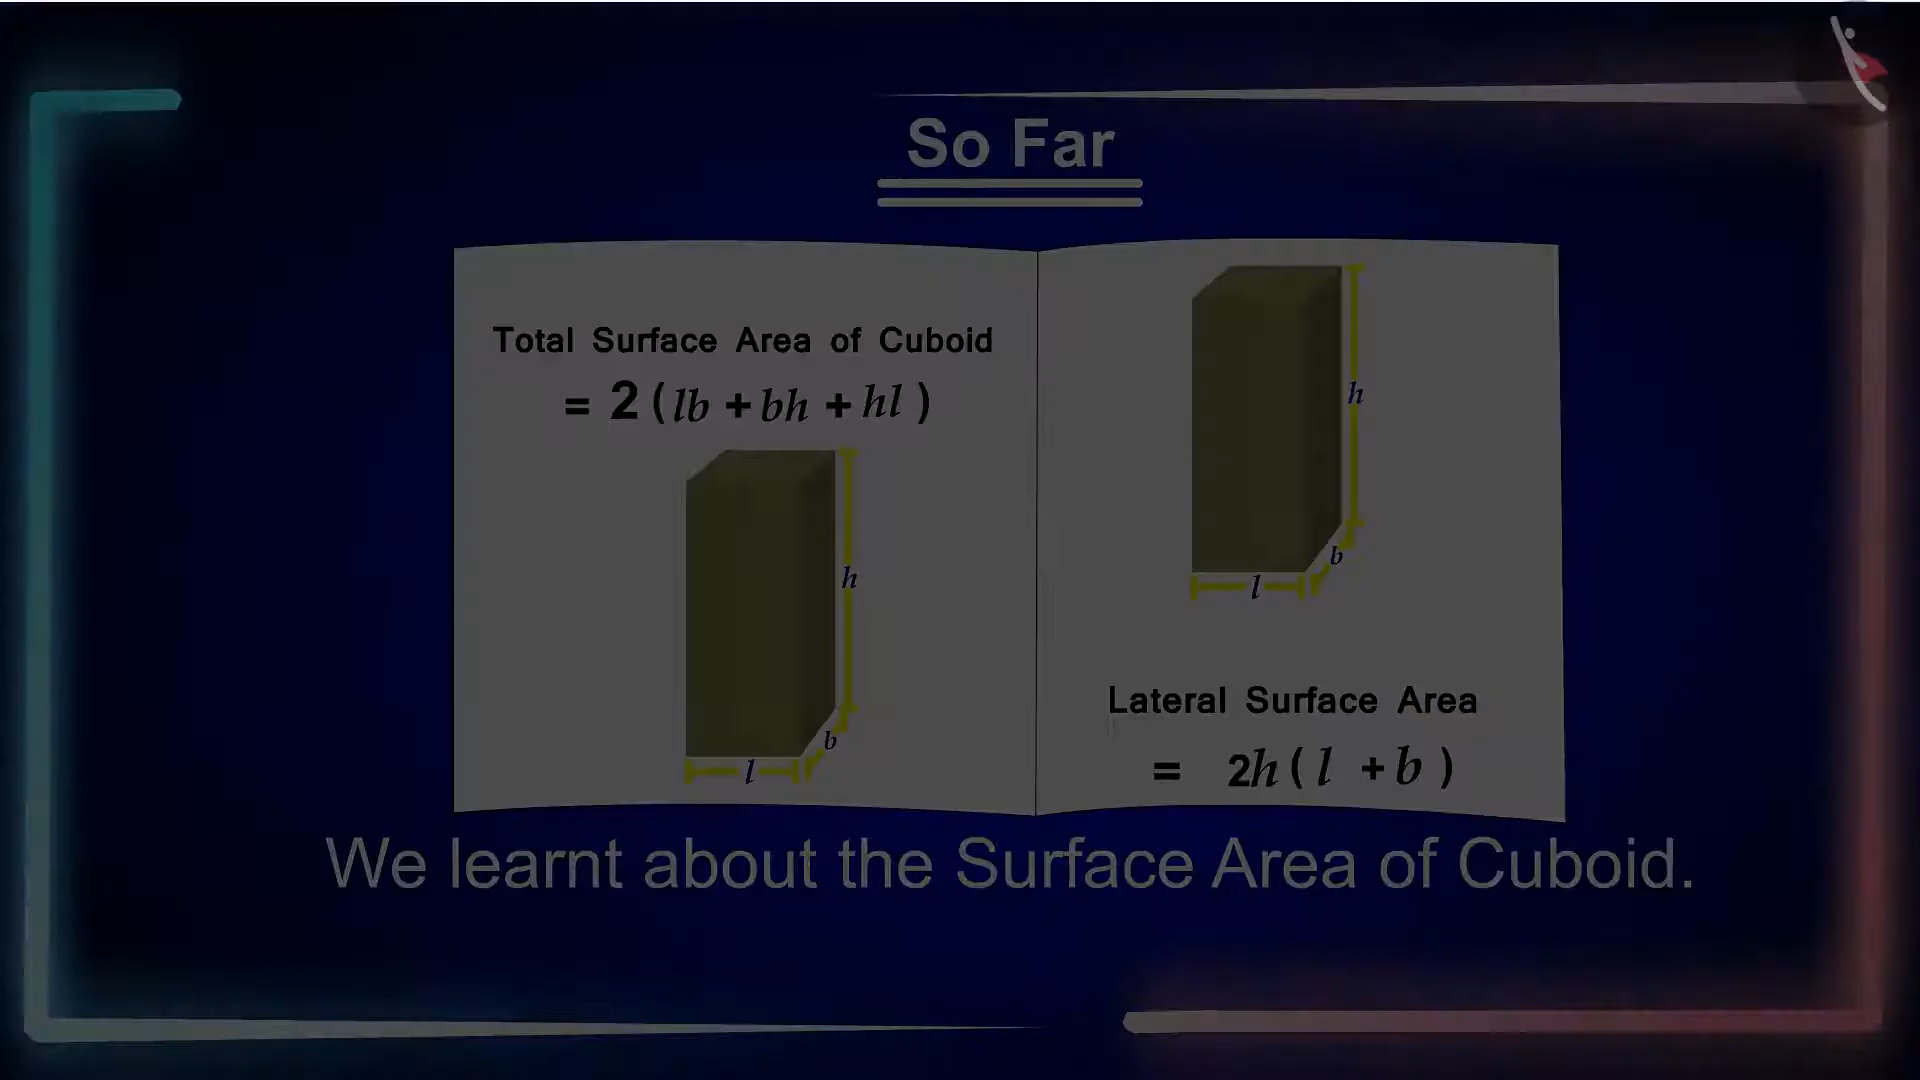 So Far
Total Surface Area of Cuboid
= 2 (lb + bh + hl )
h
b
l
h
b
l
Lateral Surface Area
= 2h ( l + b )
We learnt about the Surface Area of Cuboid.